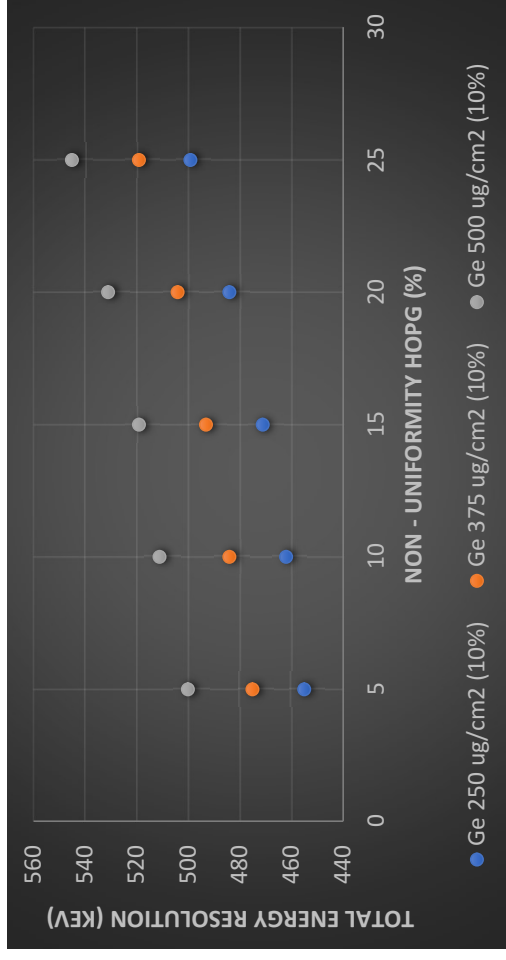 TOTAL ENERGY RESOLUTION (KEV)
560
540
520
500
480
460
440
0 5 10 15 20 25 30
NON - UNIFORMITY HOPG (%)
Ge 250 ug/cm2 (10%) Ge 375 ug/cm2 (10%) Ge 500 ug/cm2 (10%)